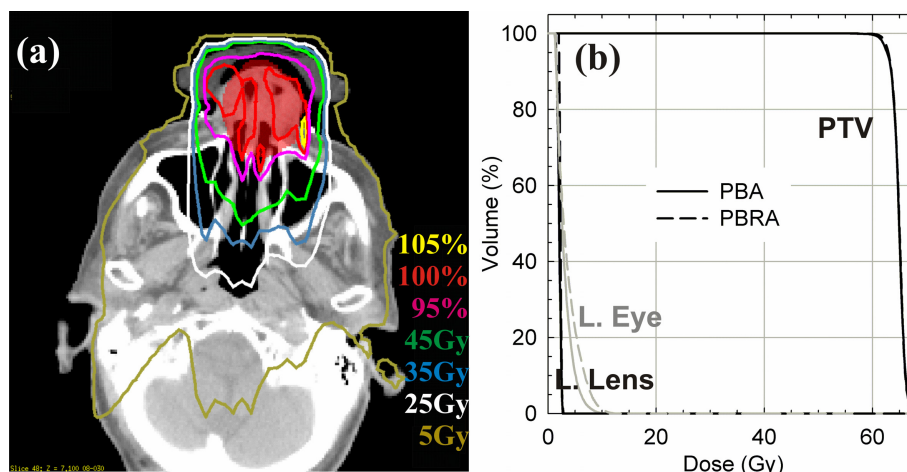 (a)
105%
100%
95%
45Gy
35Gy
25Gy
5Gy
Slice 48: Z = 7.100 08-030
(b)
100
80
60
40
20
0
Volume (%)
PTV
PBA
PBRA
L. Eye
L. Lens
0
20
40
60
Dose (Gy)